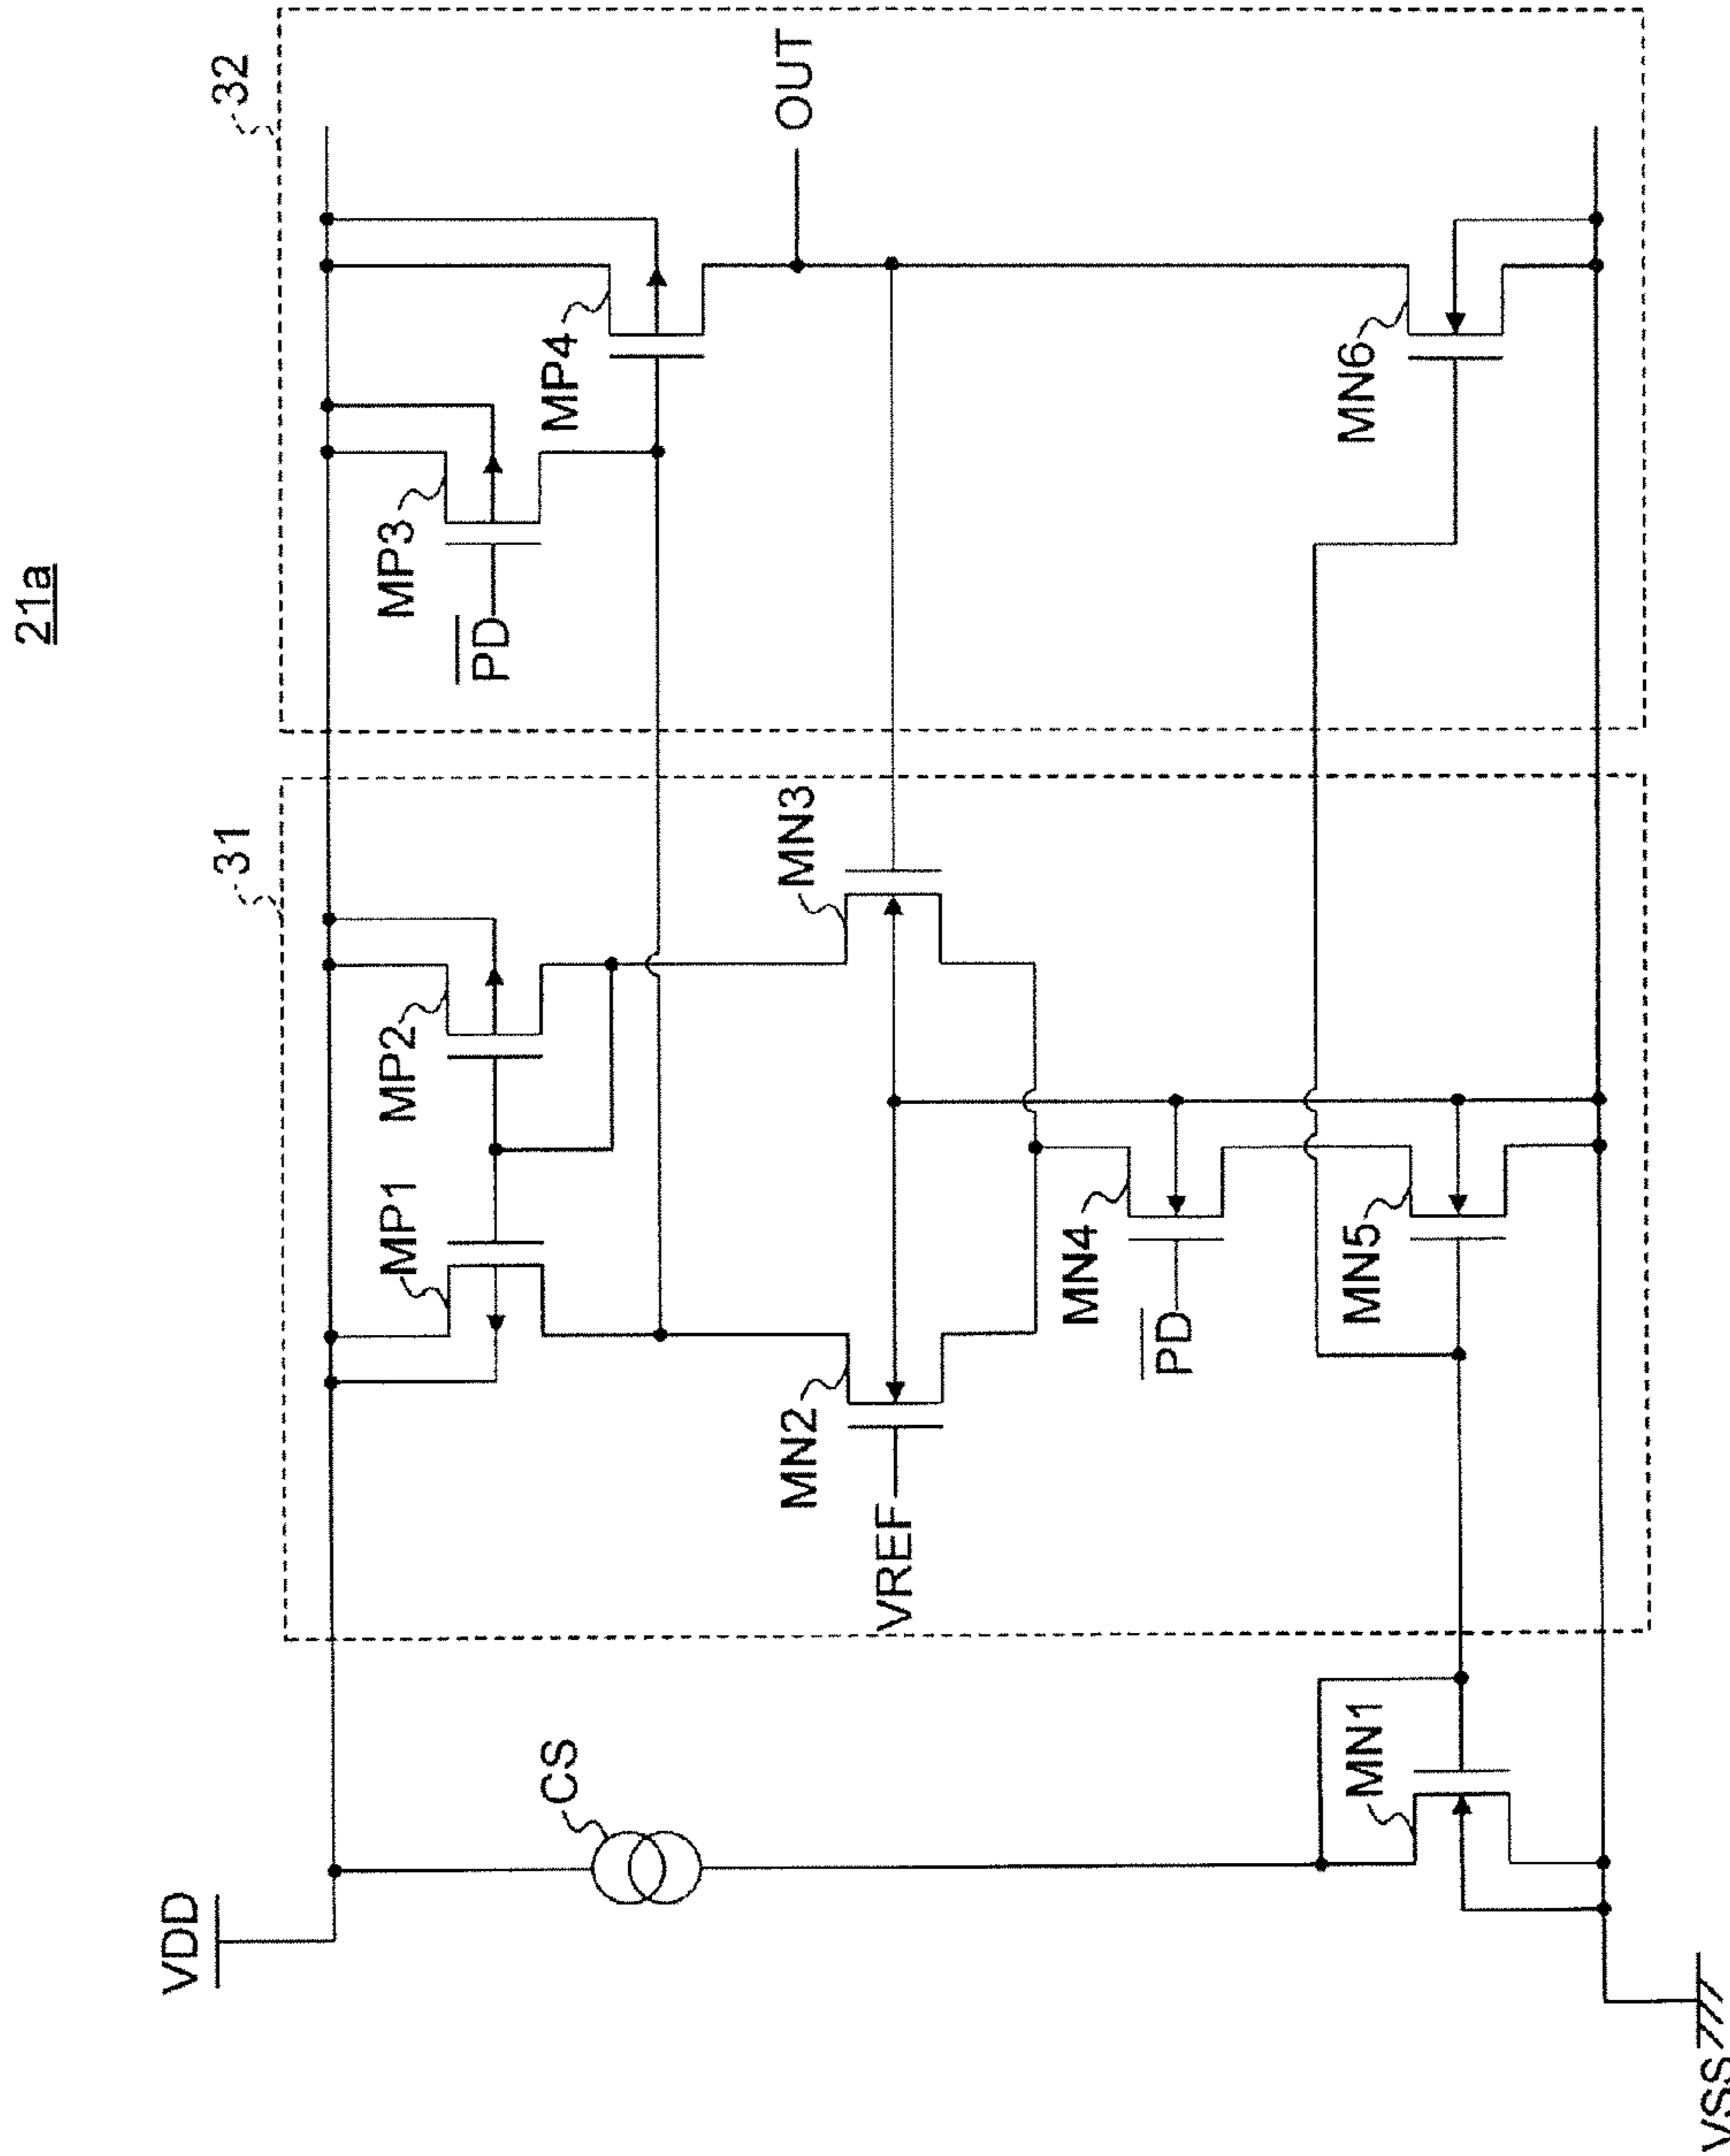 21a
VDD
CS
MN1
VSS
31
MP1
MP2
MN2
VREF
MN3
MN4
PD
MN5
32
MP3
PD
MP4
OUT
MN6